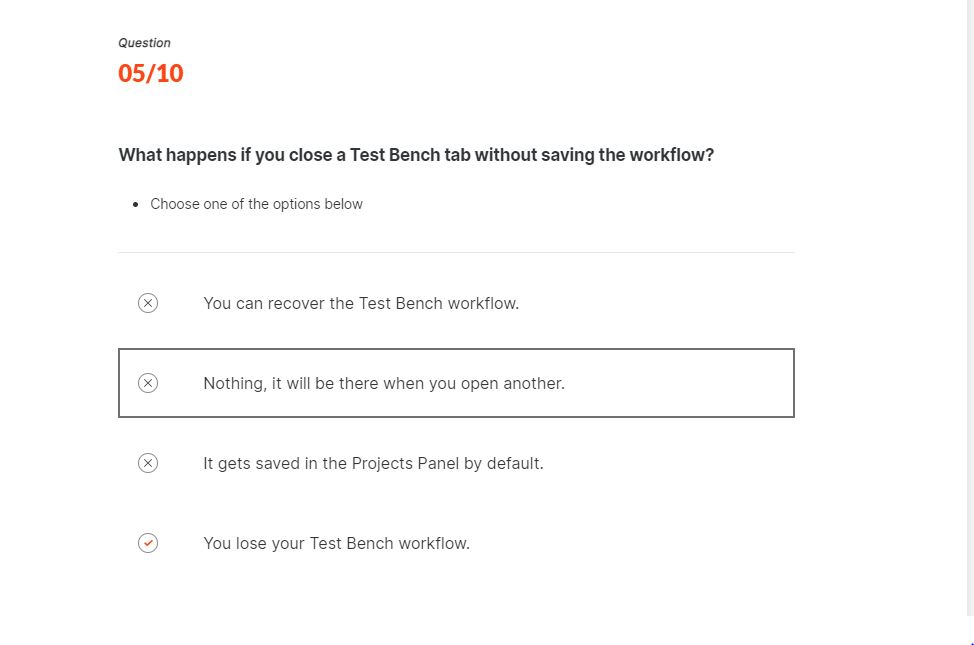 Question
05/10
What happens if you close a Test Bench tab without saving the workflow?
Choose one of the options below
You can recover the Test Bench workflow.
Nothing, it will be there when you open another.
It gets saved in the Projects Panel by default.
You lose your Test Bench workflow.